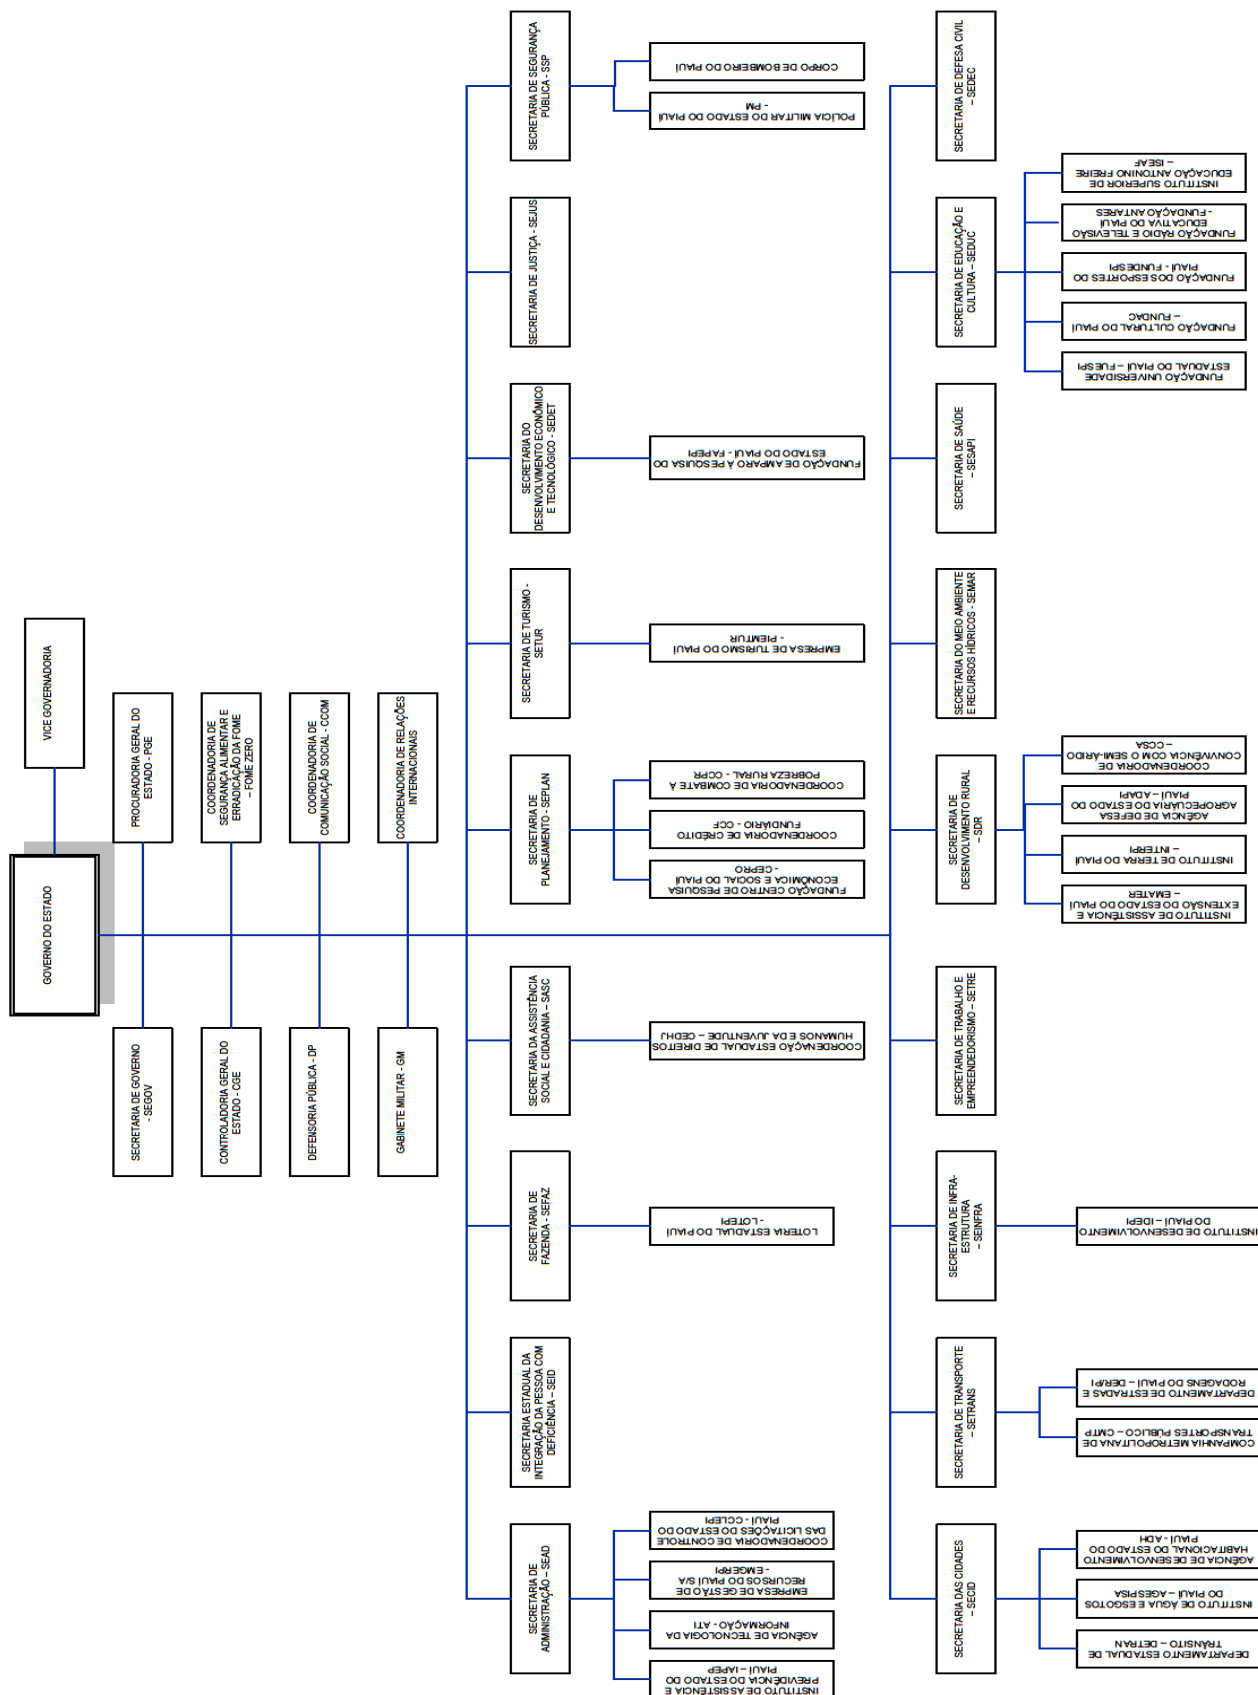 GOVERNO DO ESTADO
VICE GOVERNADORIA
SECRETARIA DE GOVERNO
- SEGOV
PROCURADORIA GERAL DO
ESTADO - PGE
CONTROLADORIA GERAL DO
ESTADO - CGE
COORDENADORIA DE
SEGURANÇA ALIMENTAR E
ERRADICAÇÃO DA FOME
– FOME ZERO
DEFENSORIA PÚBLICA - DP
COORDENADORIA DE
COMUNICAÇÃO SOCIAL - CCOM
GABINETE MILITAR - GM
COORDENADORIA DE RELAÇÕES
INTERNACIONAIS
SECRETARIA DE
ADMINISTRAÇÃO – SEAD
INSTITUTO DE ASSISTÊNCIA E
PREVIDÊNCIA DO ESTADO DO
PIAUÍ – IAPEP
AGÊNCIA DE TECNOLOGIA DA
INFORMAÇÃO - ATI
EMPRESA DE GESTÃO DE
RECURSOS DO PIAUÍ S/A
- EMGERPI
COORDENADORIA DE CONTROLE
DAS LICITAÇÕES DO ESTADO DO
PIAUÍ - CCLEPI
SECRETARIA ESTADUAL DA
INTEGRAÇÃO DA PESSOA COM
DEFICIÊNCIA – SEID
SECRETARIA DE
FAZENDA - SEFAZ
LOTERIA ESTADUAL DO PIAUÍ
- LOTEPI
SECRETARIA DA ASSISTÊNCIA
SOCIAL E CIDADANIA – SASC
COORDENAÇÃO ESTADUAL DE DIREITOS
HUMANOS E DA JUVENTUDE – CEDHJ
SECRETARIA DE
PLANEJAMENTO - SEPLAN
FUNDAÇÃO CENTRO DE PESQUISA
ECONÔMICA E SOCIAL DO PIAUÍ
- CEPRO
COORDENADORIA DE CRÉDITO
FUNDIÁRIO - CCF
COORDENADORIA DE COMBATE À
POBREZA RURAL - CCPR
SECRETARIA DE TURISMO -
SETUR
EMPRESA DE TURISMO DO PIAUÍ
- PIEMTUR
SECRETARIA DO
DESENVOLVIMENTO ECONÔMICO
E TECNOLÓGICO - SEDET
FUNDAÇÃO DE AMPARO À PESQUISA DO
ESTADO DO PIAUÍ - FAPEPI
SECRETARIA DE JUSTIÇA - SEJUS
SECRETARIA DE SEGURANÇA
PÚBLICA - SSP
POLÍCIA MILITAR DO ESTADO DO PIAUÍ
- PM
CORPO DE BOMBEIRO DO PIAUÍ
SECRETARIA DAS CIDADES
– SECID
DEPARTAMENTO ESTADUAL DE
TRÂNSITO – DETRAN
INSTITUTO DE ÁGUA E ESGOTOS
DO PIAUÍ – AGESPISA
AGÊNCIA DE DESENVOLVIMENTO
HABITACIONAL DO ESTADO DO
PIAUÍ - ADH
SECRETARIA DE TRANSPORTE
– SETRANS
COMPANHIA METROPOLITANA DE
TRANSPORTES PÚBLICO – CMTP
DEPARTAMENTO DE ESTRADAS E
RODAGENS DO PIAUÍ – DER/PI
SECRETARIA DE INFRA-
ESTRUTURA
– SEINFRA
INSTITUTO DE DESENVOLVIMENTO
DO PIAUÍ – IDEPI
SECRETARIA DE TRABALHO E
EMPREENDEDORISMO – SETRE
SECRETARIA DE
DESENVOLVIMENTO RURAL
– SDR
INSTITUTO DE ASSISTÊNCIA E
EXTENSÃO DO ESTADO DO PIAUÍ
– EMATER
INSTITUTO DE TERRA DO PIAUÍ
– INTERPI
AGÊNCIA DE DEFESA
AGROPECUÁRIA DO ESTADO DO
PIAUÍ – ADAPI
COORDENADORIA DE
CONVIVÊNCIA COM O SEMI-ÁRIDO
– CCSA
SECRETARIA DO MEIO AMBIENTE
E RECURSOS HÍDRICOS - SEMAR
SECRETARIA DE SAÚDE
– SESAPI
SECRETARIA DE EDUCAÇÃO E
CULTURA – SEDUC
FUNDAÇÃO UNIVERSIDADE
ESTADUAL DO PIAUÍ – FUESPI
FUNDAÇÃO CULTURAL DO PIAUÍ
– FUNDAC
FUNDAÇÃO DOS ESPORTES DO
PIAUÍ - FUNDESPI
FUNDAÇÃO RÁDIO E TELEVISÃO
EDUCATIVA DO PIAUÍ
- FUNDAÇÃO ANTARES
INSTITUTO SUPERIOR DE
EDUCAÇÃO ANTONINO FREIRE
– ISEAF
SECRETARIA DE DEFESA CIVIL
– SEDEC